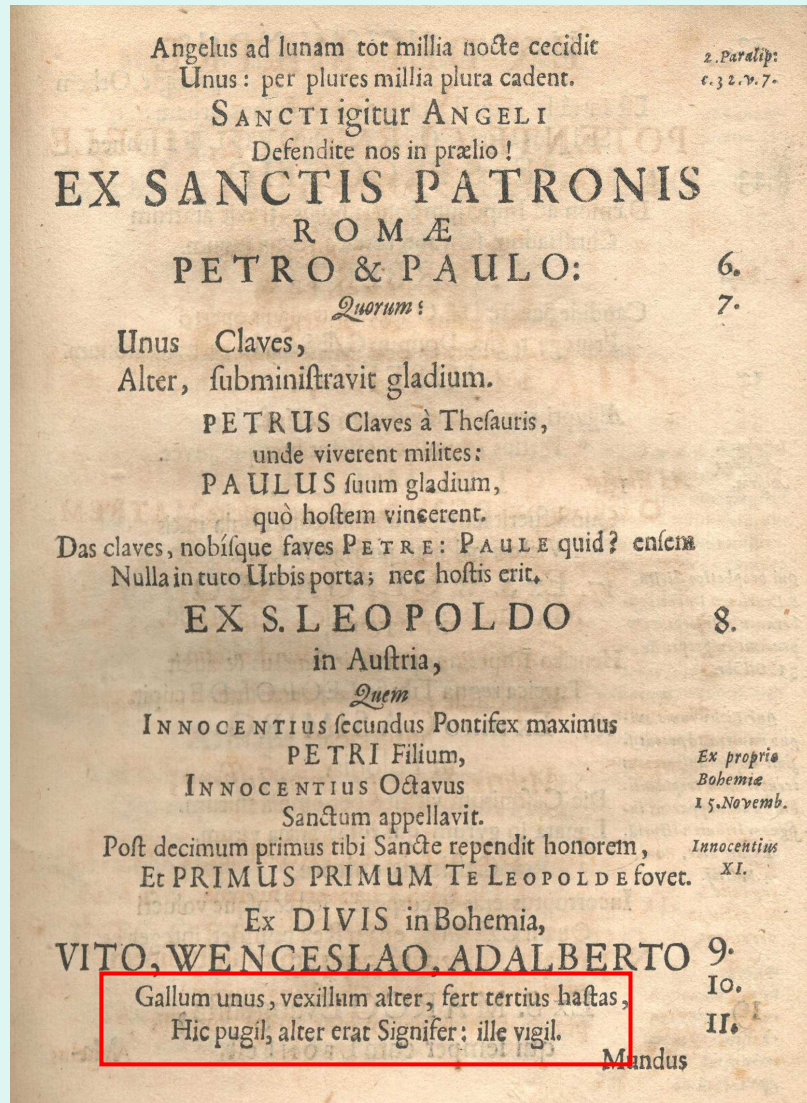 Angelus ad lunam tot millia nocte cecidit
2. Paralip:
Unus: per plures millia plura cadent.
c. 32. v. 7.
SANCTI igitur ANGELI
Defendite nos in prælio!
EX SANCTIS PATRONIS
ROMÆ
PETRO & PAULO: 6.
Quorum: 7.
Unus Claves,
Alter, ſubminiſtravit gladium.
PETRUS Claves à Theſauris,
unde viverent milites:
PAULUS ſuum gladium,
quò hoſtem vincerent.
Das claves, nobíſque faves PETRE: PAULE quid? enſem
Nulla in tuto Urbis porta; nec hoſtis erit.
EX S. LEOPOLDO 8.
in Auſtria,
Quem
INNOCENTIUS ſecundus Pontifex maximus
PETRI Filium,
Ex propriis
INNOCENTIUS Octavus
Bohemiæ
15. Novemb.
Sanctum appellavit.
Poſt decimum primus tibi Sancte rependit honorem,
Innocentius
Et PRIMUS PRIMUM TE LEOPOLDE fovet.
XI.
Ex DIVIS in Bohemia,
VITO, WENCESLAO, ADALBERTO 9.
Gallum unus, vexillum alter, fert tertius haſtas, 10.
Hic pugil, alter erat Signifer: ille vigil. 11.
Mundus